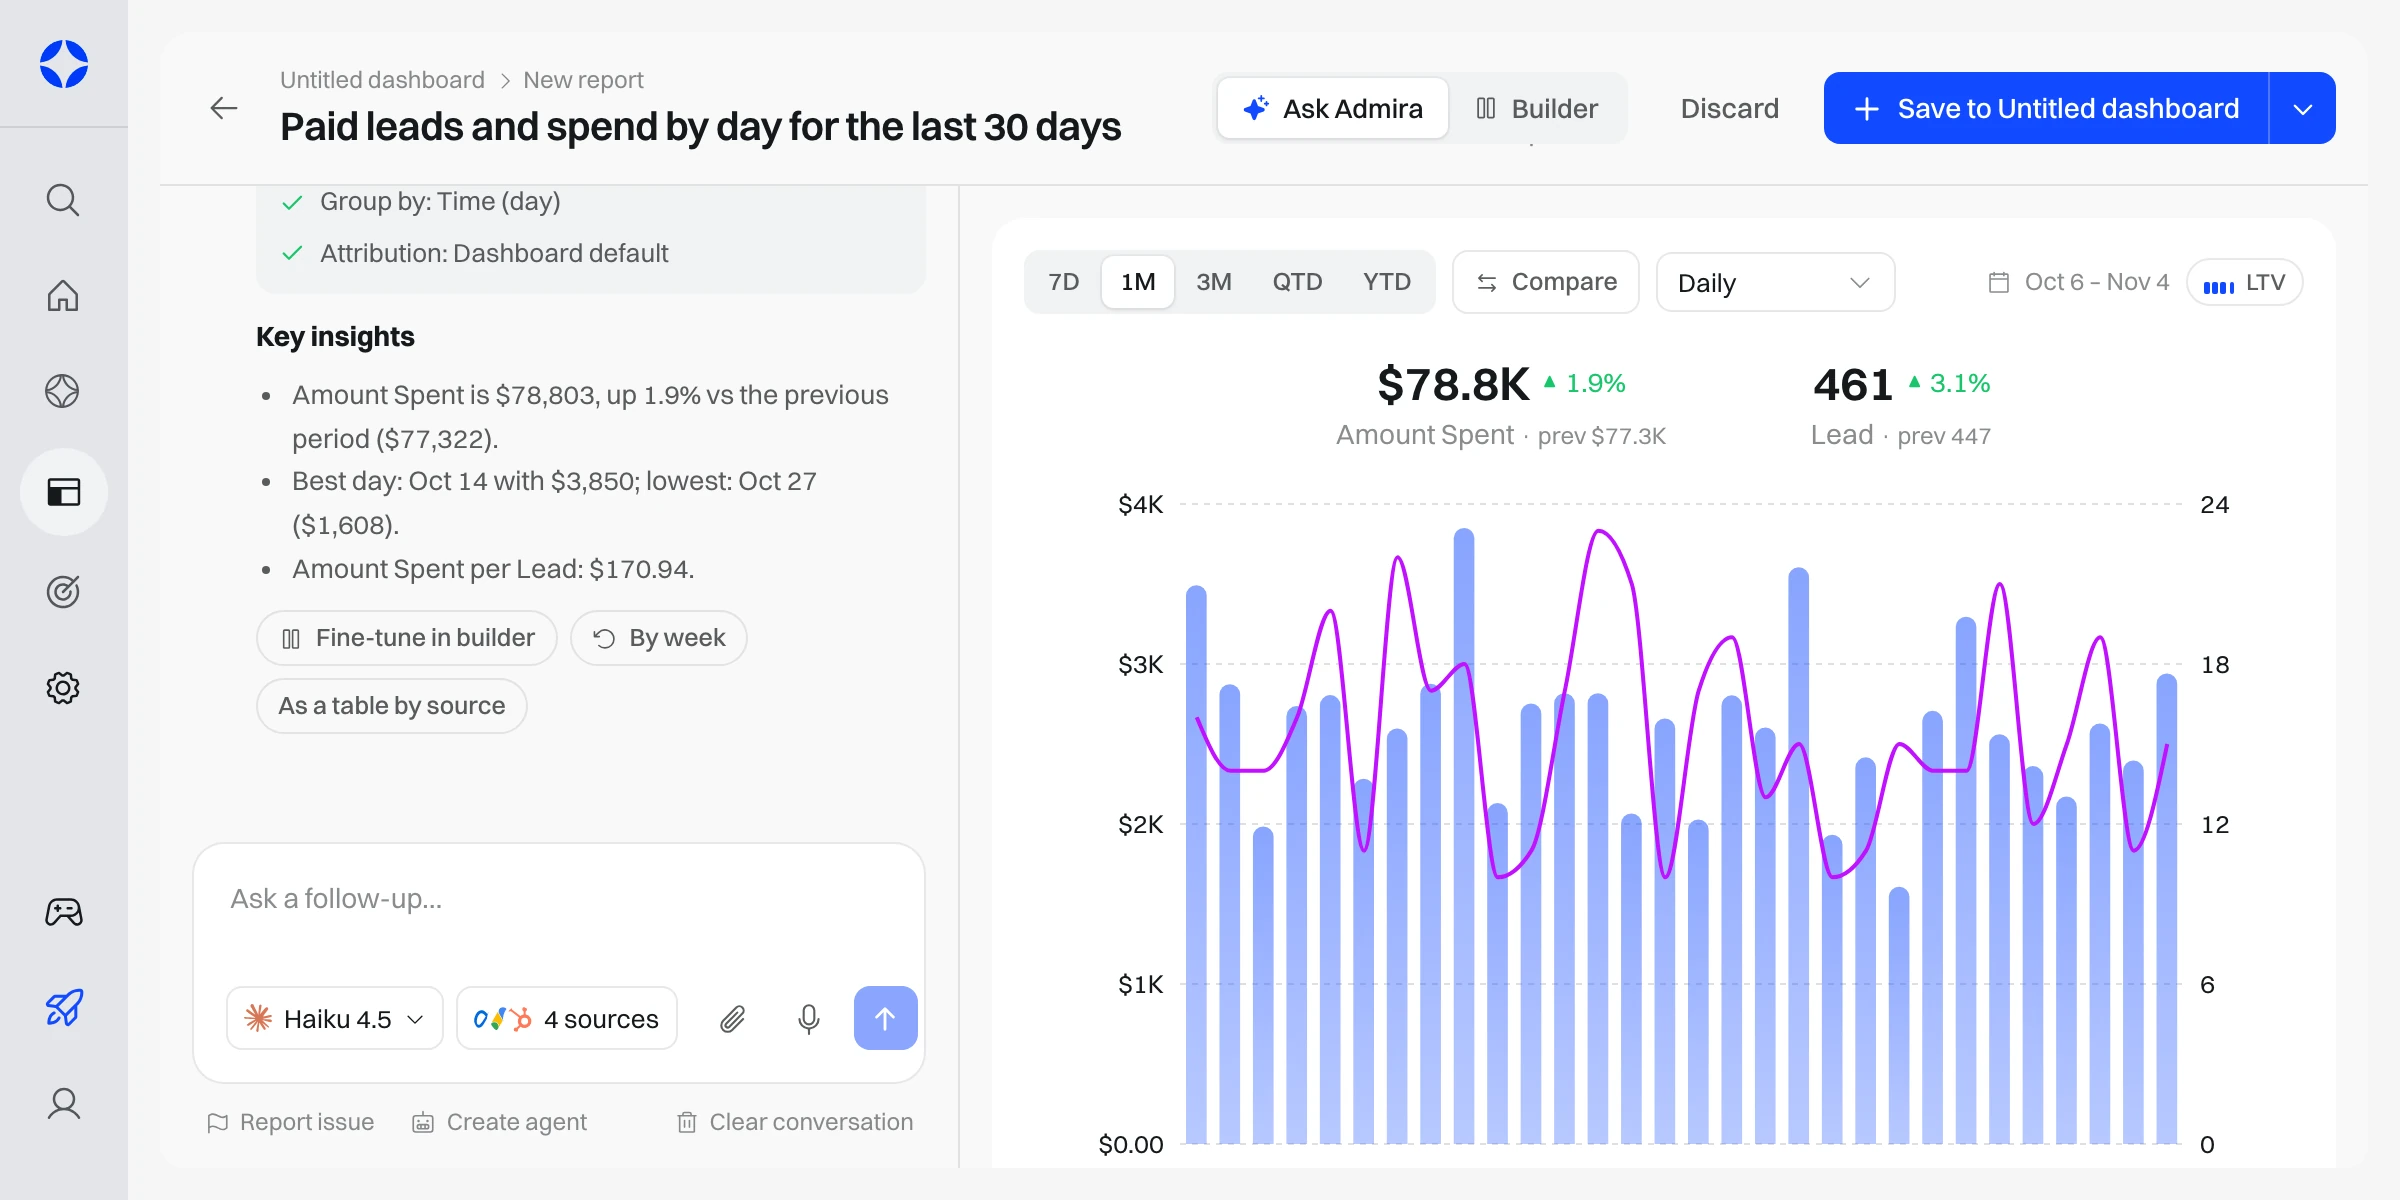 Untitled dashboard > New report
Paid leads and spend by day for the last 30 days
Ask Admira
Builder
Discard
Save to Untitled dashboard
Group by: Time (day)
Attribution: Dashboard default
Key insights
Amount Spent is $78,803, up 1.9% vs the previous
period ($77,322).
Best day: Oct 14 with $3,850; lowest: Oct 27
($1,608).
Amount Spent per Lead: $170.94.
Fine-tune in builder
By week
As a table by source
Ask a follow-up...
Haiku 4.5
4 sources
Report issue
Create agent
Clear conversation
7D 1M 3M QTD YTD
Compare
Daily
Oct 6 – Nov 4
LTV
$78.8K 1.9%
Amount Spent · prev $77.3K
461 3.1%
Lead · prev 447
$4K
$3K
$2K
$1K
$0.00
24
18
12
6
0